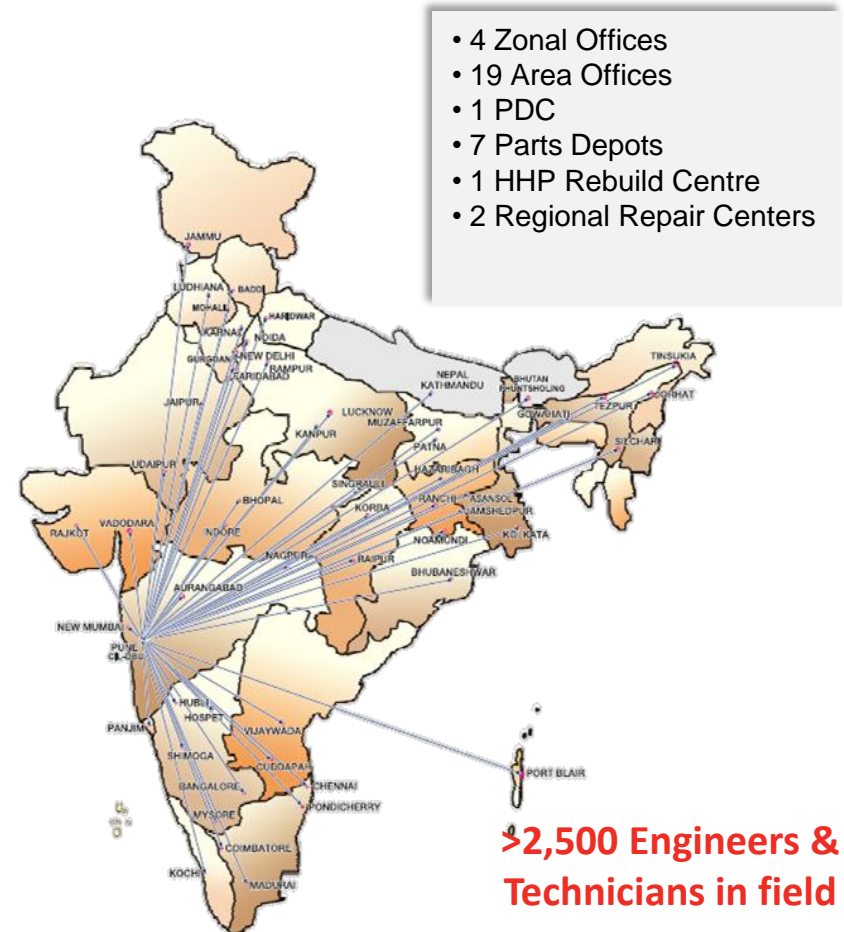 • 4 Zonal Offices
• 19 Area Offices
• 1 PDC
• 7 Parts Depots
• 1 HHP Rebuild Centre
• 2 Regional Repair Centers
JAMMU
LUDHIANA
BADDI
MOHALI
HARIDWAR
KARNAL
NOIDA
GURGOAN
NEW DELHI
RAMPUR
FARIDABAD
JAIPUR
LUCKNOW
KANPUR
MUZAFFARPUR
NEPAL
KATHMANDU
BHUTAN
PHUNTSHOLING
TINSUKIA
JORHAT
TEZPUR
GOWAHATI
SILCHAR
PATNA
UDAIPUR
HAZARIBAGH
SINGRAULI
BHOPAL
RANCHI
ASANSOL
KORBA
JAMSHEDPUR
VADODARA
RAJKOT
INDORE
NOAMUNDI
KOLKATA
NAGPUR
RAIPUR
BHUBANESHWAR
AURANGABAD
NEW MUMBAI
PUNE
HUBLI
HOSPET
PANJIM
VIJAYWADA
SHIMOGA
CUDDAPAH
PORT BLAIR
BANGALORE
CHENNAI
PONDICHERRY
MYSORE
COIMBATORE
KOCHI
MADURAI
>2,500 Engineers &
Technicians in field